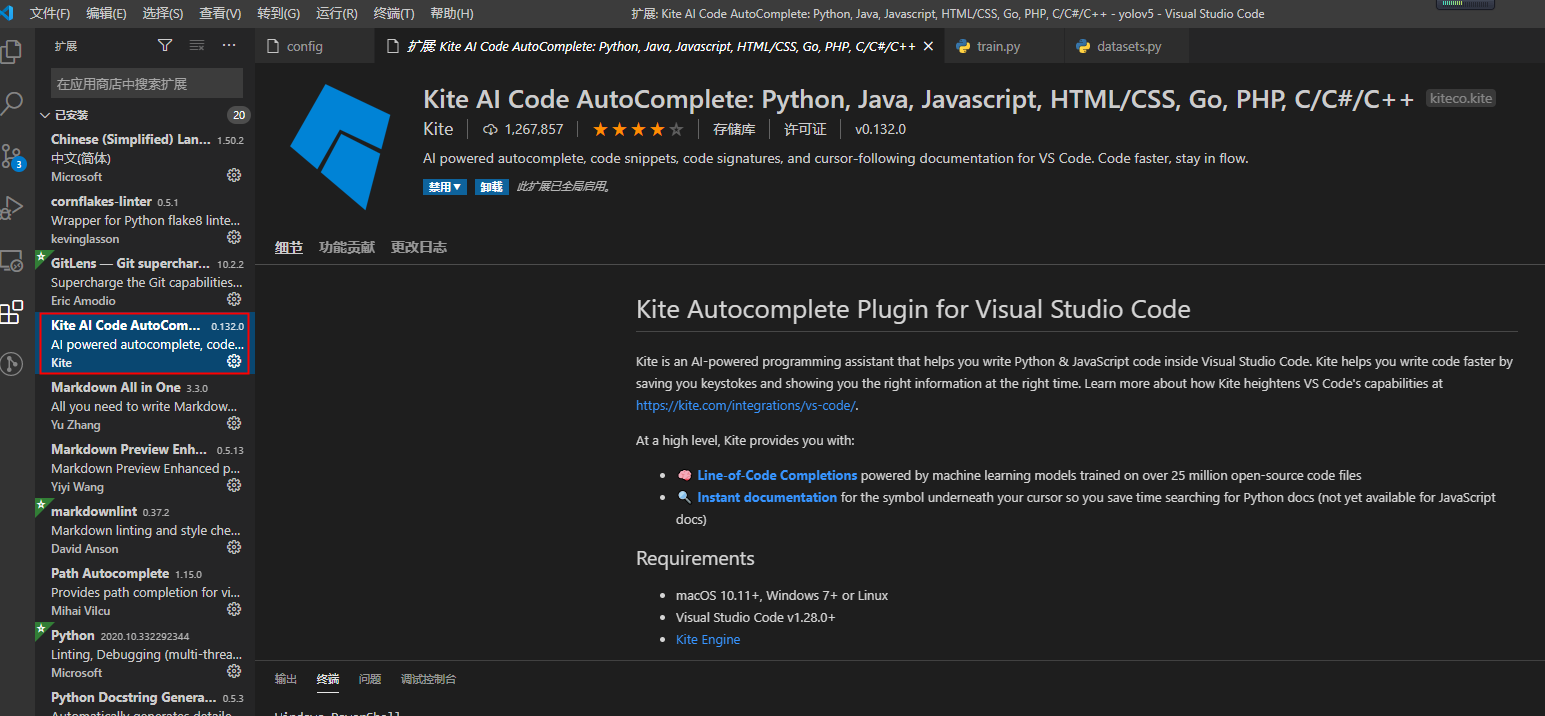 文件(F) 编辑(E) 选择(S) 查看(V) 转到(G) 运行(R) 终端(T) 帮助(H) 扩展: Kite AI Code AutoComplete: Python, Java, Javascript, HTML/CSS, Go, PHP, C/C#/C++ - yolov5 - Visual Studio Code
扩展
config
扩展: Kite AI Code AutoComplete: Python, Java, Javascript, HTML/CSS, Go, PHP, C/C#/C++
train.py
datasets.py
在应用商店中搜索扩展
已安装 20
Chinese (Simplified) Lan... 1.50.2
中文(简体)
Microsoft
cornflakes-linter 0.5.1
Wrapper for Python flake8 linte...
kevinglasson
GitLens — Git superchar... 10.2.2
Supercharge the Git capabilities...
Eric Amodio
Kite AI Code AutoCom... 0.132.0
AI powered autocomplete, code...
Kite
Markdown All in One 3.3.0
All you need to write Markdow...
Yu Zhang
Markdown Preview Enh... 0.5.13
Markdown Preview Enhanced p...
Yiyi Wang
markdownlint 0.37.2
Markdown linting and style che...
David Anson
Path Autocomplete 1.15.0
Provides path completion for vi...
Mihai Vilcu
Python 2020.10.332292344
Linting, Debugging (multi-threa...
Microsoft
Python Docstring Genera... 0.5.3
Automatically generates detaile...
3
Kite AI Code AutoComplete: Python, Java, Javascript, HTML/CSS, Go, PHP, C/C#/C++ kiteco.kite
Kite 1,267,857 存储库 许可证 v0.132.0
AI powered autocomplete, code snippets, code signatures, and cursor-following documentation for VS Code. Code faster, stay in flow.
禁用 卸载 此扩展已全局启用。
细节 功能贡献 更改日志
Kite Autocomplete Plugin for Visual Studio Code
Kite is an AI-powered programming assistant that helps you write Python & JavaScript code inside Visual Studio Code. Kite helps you write code faster by
saving you keystokes and showing you the right information at the right time. Learn more about how Kite heightens VS Code's capabilities at
https://kite.com/integrations/vs-code/.
At a high level, Kite provides you with:
Line-of-Code Completions powered by machine learning models trained on over 25 million open-source code files
Instant documentation for the symbol underneath your cursor so you save time searching for Python docs (not yet available for JavaScript
docs)
Requirements
macOS 10.11+, Windows 7+ or Linux
Visual Studio Code v1.28.0+
Kite Engine
输出 终端 问题 调试控制台
Windows PowerShell